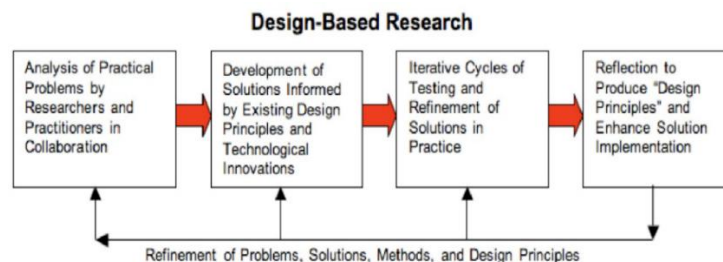 Design-Based Research
Analysis of Practical
Problems by
Researchers and
Practitioners in
Collaboration
Development of
Solutions Informed
by Existing Design
Principles and
Technological
Innovations
Iterative Cycles of
Testing and
Refinement of
Solutions in
Practice
Reflection to
Produce "Design
Principles" and
Enhance Solution
Implementation
Refinement of Problems, Solutions, Methods, and Design Principles